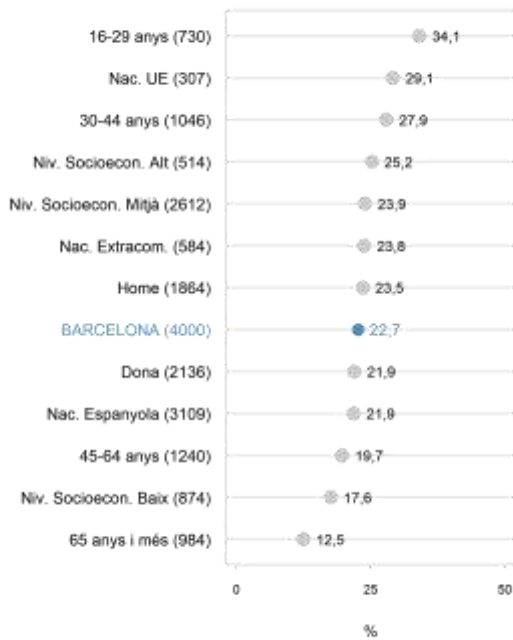 16-29 anys (730) 34,1
Nac. UE (307) 29,1
30-44 anys (1046) 27,9
Niv. Socioecon. Alt (514) 25,2
Niv. Socioecon. Mitjà (2612) 23,9
Nac. Extracom. (584) 23,8
Home (1864) 23,5
BARCELONA (4000) 22,7
Dona (2136) 21,9
Nac. Espanyola (3109) 21,9
45-64 anys (1240) 19,7
Niv. Socioecon. Baix (874) 17,6
65 anys i més (984) 12,5
0 25 50
%